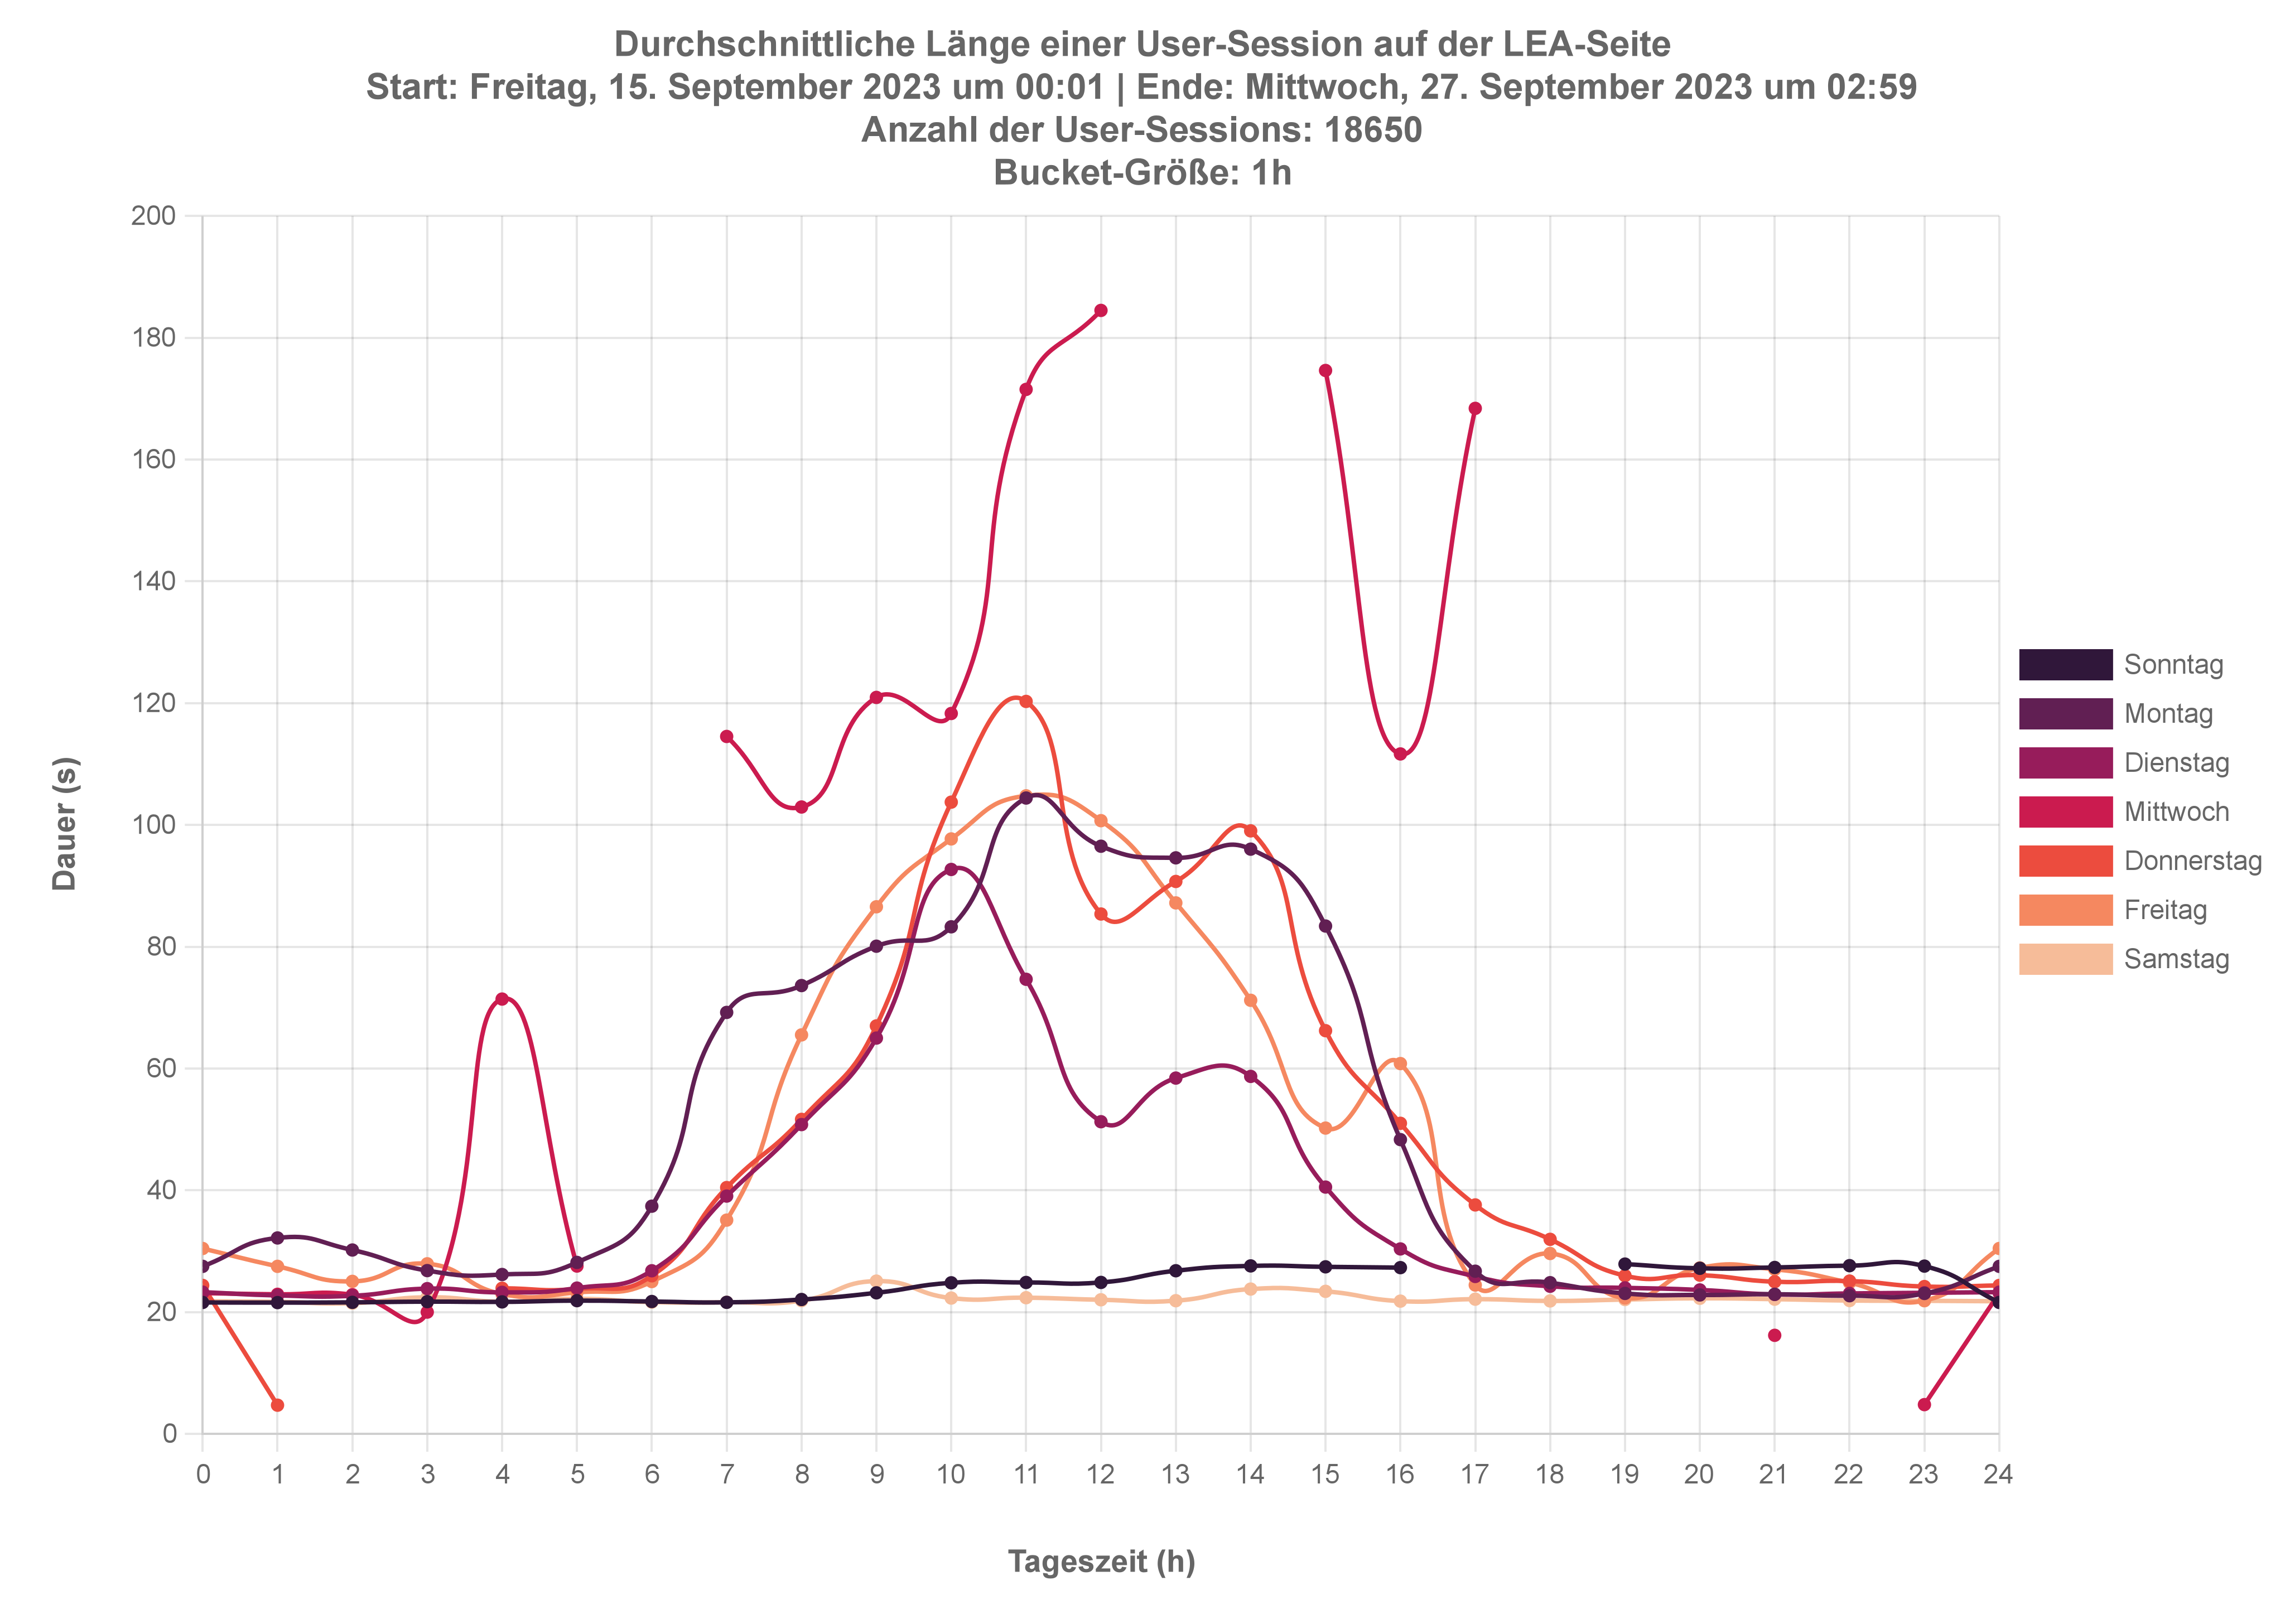 Durchschnittliche Länge einer User-Session auf der LEA-Seite
Start: Freitag, 15. September 2023 um 00:01 | Ende: Mittwoch, 27. September 2023 um 02:59
Anzahl der User-Sessions: 18650
Bucket-Größe: 1h
200
180
160
140
120
100
80
60
40
20
0
Dauer (s)
0 1 2 3 4 5 6 7 8 9 10 11 12 13 14 15 16 17 18 19 20 21 22 23 24
Tageszeit (h)
Sonntag
Montag
Dienstag
Mittwoch
Donnerstag
Freitag
Samstag